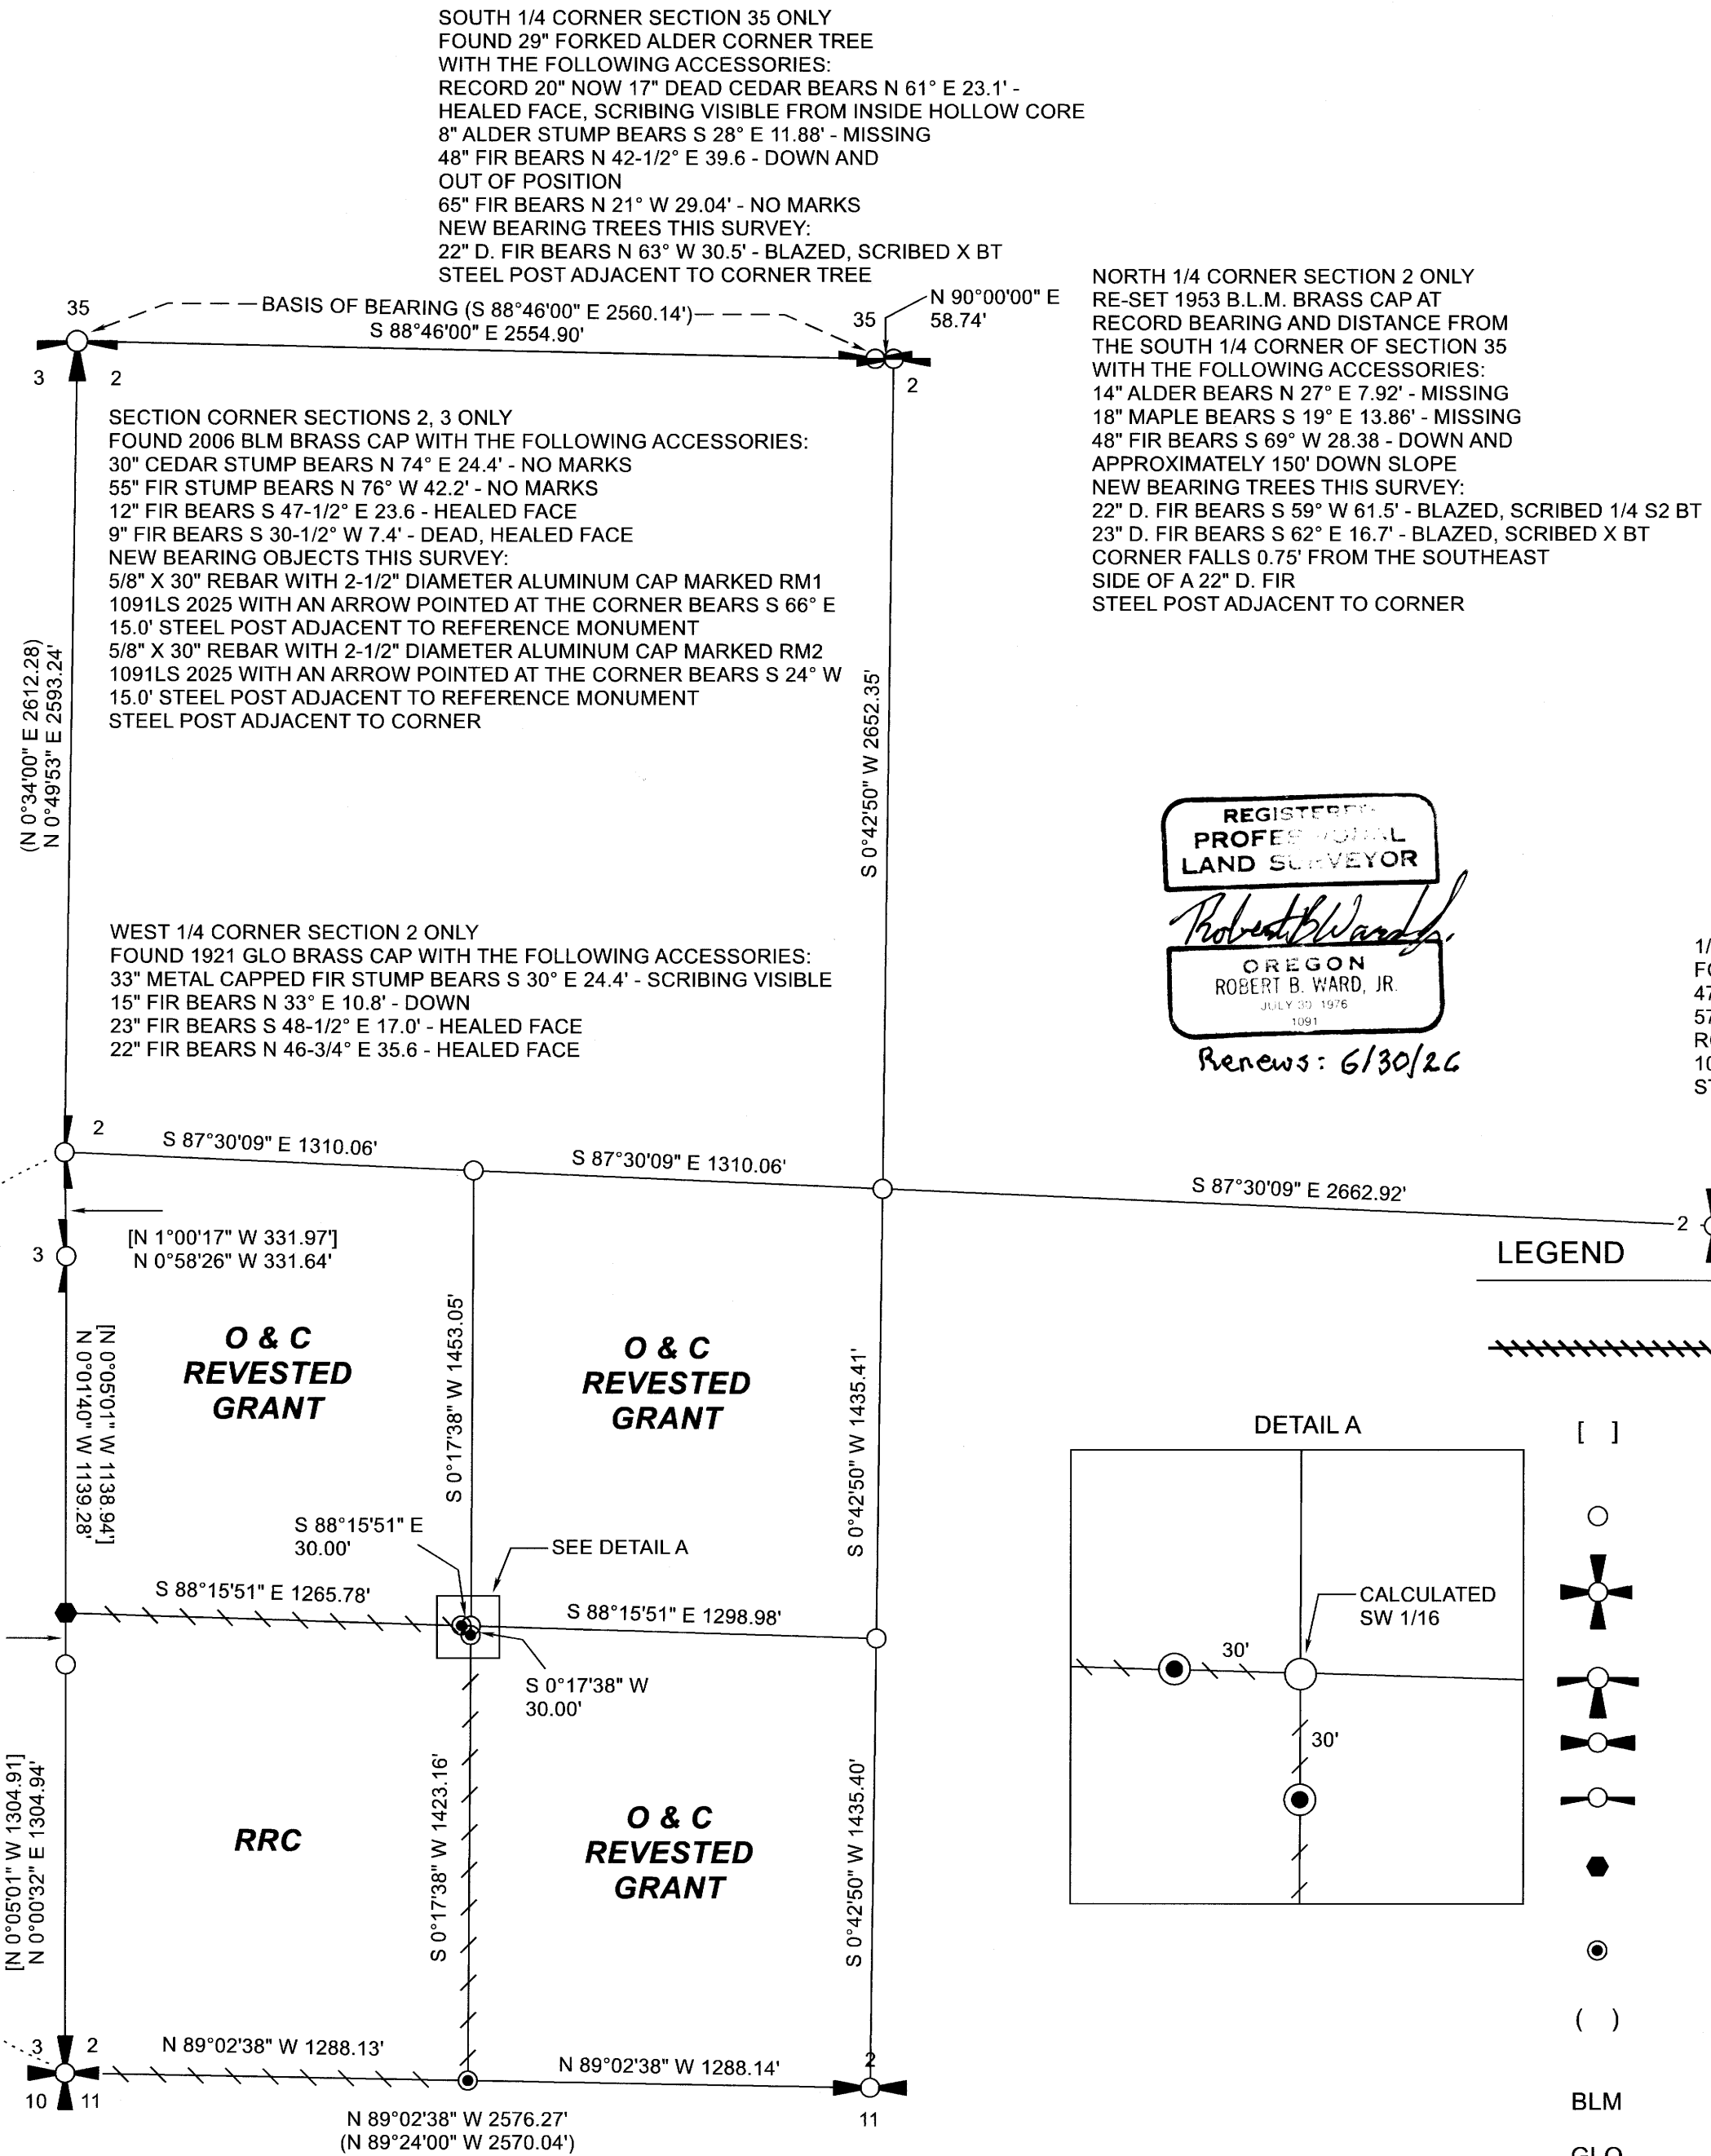 SOUTH 1/4 CORNER SECTION 35 ONLY
FOUND 29" FORKED ALDER CORNER TREE
WITH THE FOLLOWING ACCESSORIES:
RECORD 20" NOW 17" DEAD CEDAR BEARS N 61° E 23.1' -
HEALED FACE, SCRIBING VISIBLE FROM INSIDE HOLLOW CORE
8" ALDER STUMP BEARS S 28° E 11.88' - MISSING
48" FIR BEARS N 42-1/2° E 39.6 - DOWN AND
OUT OF POSITION
65" FIR BEARS N 21° W 29.04' - NO MARKS
NEW BEARING TREES THIS SURVEY:
22" D. FIR BEARS N 63° W 30.5' - BLAZED, SCRIBED X BT
STEEL POST ADJACENT TO CORNER TREE
NORTH 1/4 CORNER SECTION 2 ONLY
RE-SET 1953 B.L.M. BRASS CAP AT
RECORD BEARING AND DISTANCE FROM
THE SOUTH 1/4 CORNER OF SECTION 35
WITH THE FOLLOWING ACCESSORIES:
14" ALDER BEARS N 27° E 7.92' - MISSING
18" MAPLE BEARS S 19° E 13.86' - MISSING
48" FIR BEARS S 69° W 28.38 - DOWN AND
APPROXIMATELY 150' DOWN SLOPE
NEW BEARING TREES THIS SURVEY:
22" D. FIR BEARS S 59° W 61.5' - BLAZED, SCRIBED 1/4 S2 BT
23" D. FIR BEARS S 62° E 16.7' - BLAZED, SCRIBED X BT
CORNER FALLS 0.75' FROM THE SOUTHEAST
SIDE OF A 22" D. FIR
STEEL POST ADJACENT TO CORNER
35
BASIS OF BEARING (S 88°46'00" E 2560.14')
S 88°46'00" E 2554.90'
35
N 90°00'00" E
58.74'
3
2
2
SECTION CORNER SECTIONS 2, 3 ONLY
FOUND 2006 BLM BRASS CAP WITH THE FOLLOWING ACCESSORIES:
30" CEDAR STUMP BEARS N 74° E 24.4' - NO MARKS
55" FIR STUMP BEARS N 76° W 42.2' - NO MARKS
12" FIR BEARS S 47-1/2° E 23.6 - HEALED FACE
9" FIR BEARS S 30-1/2° W 7.4' - DEAD, HEALED FACE
NEW BEARING OBJECTS THIS SURVEY:
5/8" X 30" REBAR WITH 2-1/2" DIAMETER ALUMINUM CAP MARKED RM1
1091LS 2025 WITH AN ARROW POINTED AT THE CORNER BEARS S 66° E
15.0' STEEL POST ADJACENT TO REFERENCE MONUMENT
5/8" X 30" REBAR WITH 2-1/2" DIAMETER ALUMINUM CAP MARKED RM2
1091LS 2025 WITH AN ARROW POINTED AT THE CORNER BEARS S 24° W
15.0' STEEL POST ADJACENT TO REFERENCE MONUMENT
STEEL POST ADJACENT TO CORNER
(N 0°34'00" E 2612.28)
N 0°49'53" E 2593.24'
S 0°42'50" W 2652.35'
REGISTERED
PROFESSIONAL
LAND SURVEYOR
Robert B Ward Jr.
OREGON
ROBERT B. WARD, JR.
JULY 30, 1976
1091
Renews: 6/30/26
WEST 1/4 CORNER SECTION 2 ONLY
FOUND 1921 GLO BRASS CAP WITH THE FOLLOWING ACCESSORIES:
33" METAL CAPPED FIR STUMP BEARS S 30° E 24.4' - SCRIBING VISIBLE
15" FIR BEARS N 33° E 10.8' - DOWN
23" FIR BEARS S 48-1/2° E 17.0' - HEALED FACE
22" FIR BEARS N 46-3/4° E 35.6 - HEALED FACE
1/
FO
47
57
RO
10
ST
2
S 87°30'09" E 1310.06'
S 87°30'09" E 1310.06'
S 87°30'09" E 2662.92'
2
[N 1°00'17" W 331.97']
N 0°58'26" W 331.64'
3
LEGEND
[N 0°05'01" W 1138.94']
N 0°01'40" W 1139.28'
O & C
REVESTED
GRANT
S 0°17'38" W 1453.05'
O & C
REVESTED
GRANT
S 0°42'50" W 1435.41'
DETAIL A
[ ]
S 88°15'51" E
30.00'
SEE DETAIL A
S 88°15'51" E 1265.78'
S 88°15'51" E 1298.98'
CALCULATED
SW 1/16
30'
30'
S 0°17'38" W
30.00'
[N 0°05'01" W 1304.91]
N 0°00'32" E 1304.94'
RRC
S 0°17'38" W 1423.16'
O & C
REVESTED
GRANT
S 0°42'50" W 1435.40'
( )
3
2
N 89°02'38" W 1288.13'
N 89°02'38" W 1288.14'
2
10
11
11
N 89°02'38" W 2576.27'
(N 89°24'00" W 2570.04')
BLM
GLO